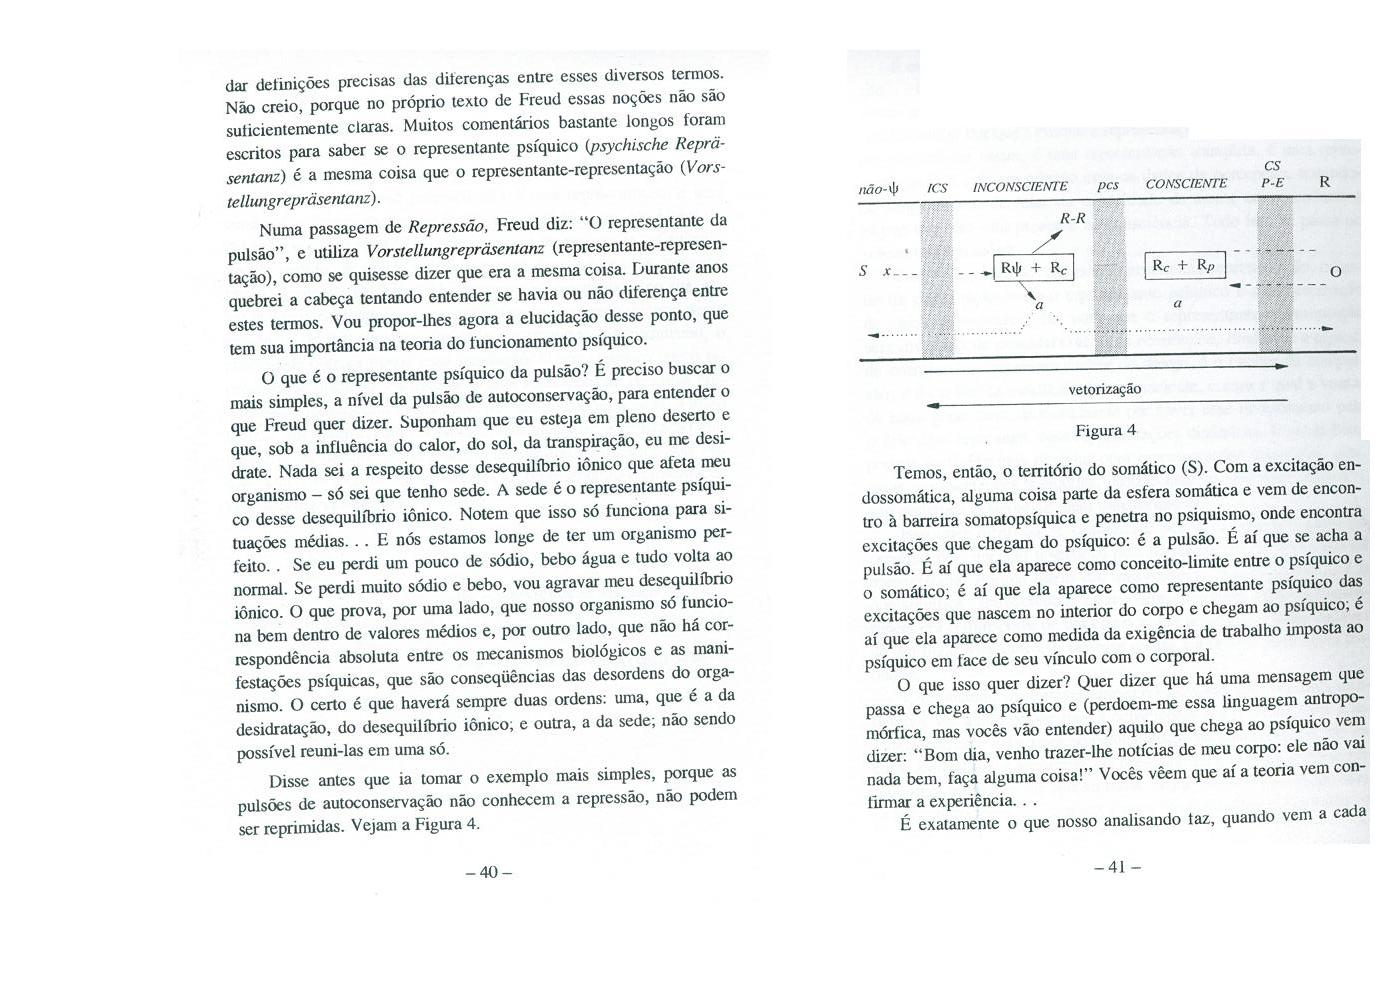 dar definições precisas das diferenças entre esses diversos termos.
Não creio, porque no próprio texto de Freud essas noções não são
suficientemente claras. Muitos comentários bastante longos foram
escritos para saber se o representante psíquico (psychische Reprä-
sentanz) é a mesma coisa que o representante-representação (Vors-
tellungrepräsentanz).
Numa passagem de Repressão, Freud diz: “O representante da
pulsão”, e utiliza Vorstellungrepräsentanz (representante-represen-
tação), como se quisesse dizer que era a mesma coisa. Durante anos
quebrei a cabeça tentando entender se havia ou não diferença entre
estes termos. Vou propor-lhes agora a elucidação desse ponto, que
tem sua importância na teoria do funcionamento psíquico.
O que é o representante psíquico da pulsão? É preciso buscar o
mais simples, a nível da pulsão de autoconservação, para entender o
que Freud quer dizer. Suponham que eu esteja em pleno deserto e
que, sob a influência do calor, do sol, da transpiração, eu me desi-
drate. Nada sei a respeito desse desequilíbrio iônico que afeta meu
organismo – só sei que tenho sede. A sede é o representante psíqui-
co desse desequilíbrio iônico. Notem que isso só funciona para si-
tuações médias. . . E nós estamos longe de ter um organismo per-
feito. . Se eu perdi um pouco de sódio, bebo água e tudo volta ao
normal. Se perdi muito sódio e bebo, vou agravar meu desequilíbrio
iônico. O que prova, por uma lado, que nosso organismo só funcio-
na bem dentro de valores médios e, por outro lado, que não há cor-
respondência absoluta entre os mecanismos biológicos e as mani-
festações psíquicas, que são conseqüências das desordens do orga-
nismo. O certo é que haverá sempre duas ordens: uma, que é a da
desidratação, do desequilíbrio iônico; e outra, a da sede; não sendo
possível reuni-las em uma só.
Disse antes que ia tomar o exemplo mais simples, porque as
pulsões de autoconservação não conhecem a repressão, não podem
ser reprimidas. Vejam a Figura 4.
– 40 –
CS
não-ψ ICS INCONSCIENTE pcs CONSCIENTE P-E R
R-R
S x Rψ + Rc Rc + Rp O
a a
vetorização
Figura 4
Temos, então, o território do somático (S). Com a excitação en-
dossomática, alguma coisa parte da esfera somática e vem de encon-
tro à barreira somatopsíquica e penetra no psiquismo, onde encontra
excitações que chegam do psíquico: é a pulsão. É aí que se acha a
pulsão. É aí que ela aparece como conceito-limite entre o psíquico e
o somático; é aí que ela aparece como representante psíquico das
excitações que nascem no interior do corpo e chegam ao psíquico; é
aí que ela aparece como medida da exigência de trabalho imposta ao
psíquico em face de seu vínculo com o corporal.
O que isso quer dizer? Quer dizer que há uma mensagem que
passa e chega ao psíquico e (perdoem-me essa linguagem antropo-
mórfica, mas vocês vão entender) aquilo que chega ao psíquico vem
dizer: “Bom dia, venho trazer-lhe notícias de meu corpo: ele não vai
nada bem, faça alguma coisa!” Vocês vêem que aí a teoria vem con-
firmar a experiência. . .
É exatamente o que nosso analisando faz, quando vem a cada
– 41 –